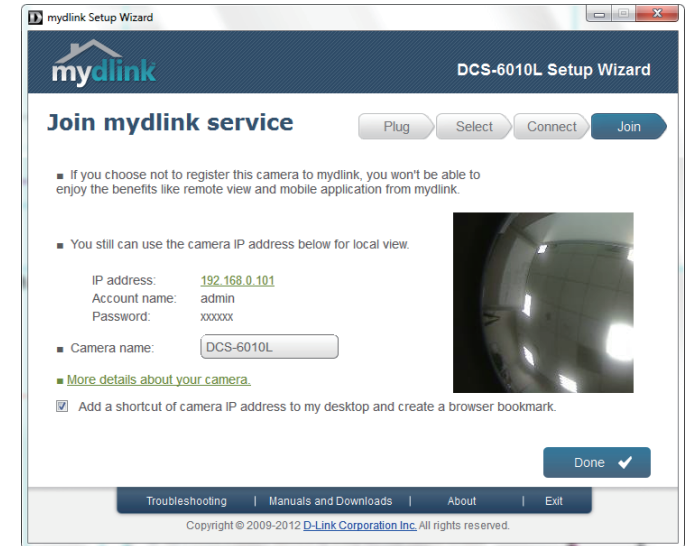 mydlink Setup Wizard
mydlink
DCS-6010L Setup Wizard
Join mydlink service
Plug
Select
Connect
Join
If you choose not to register this camera to mydlink, you won't be able to
enjoy the benefits like remote view and mobile application from mydlink.
You still can use the camera IP address below for local view.
IP address: 192.168.0.101
Account name: admin
Password: xxxxxx
Camera name: DCS-6010L
More details about your camera.
Add a shortcut of camera IP address to my desktop and create a browser bookmark.
Done
Troubleshooting | Manuals and Downloads | About | Exit
Copyright © 2009-2012 D-Link Corporation Inc. All rights reserved.